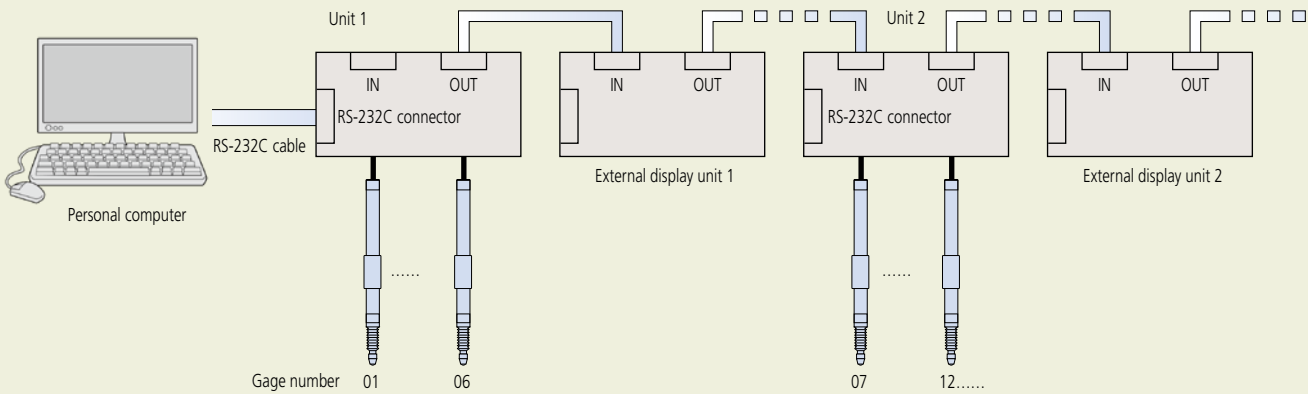 Unit 1
Unit 2
IN
OUT
IN
OUT
IN
OUT
IN
OUT
RS-232C connector
RS-232C connector
RS-232C cable
External display unit 1
External display unit 2
Personal computer
......
......
Gage number 01 06 07 12......